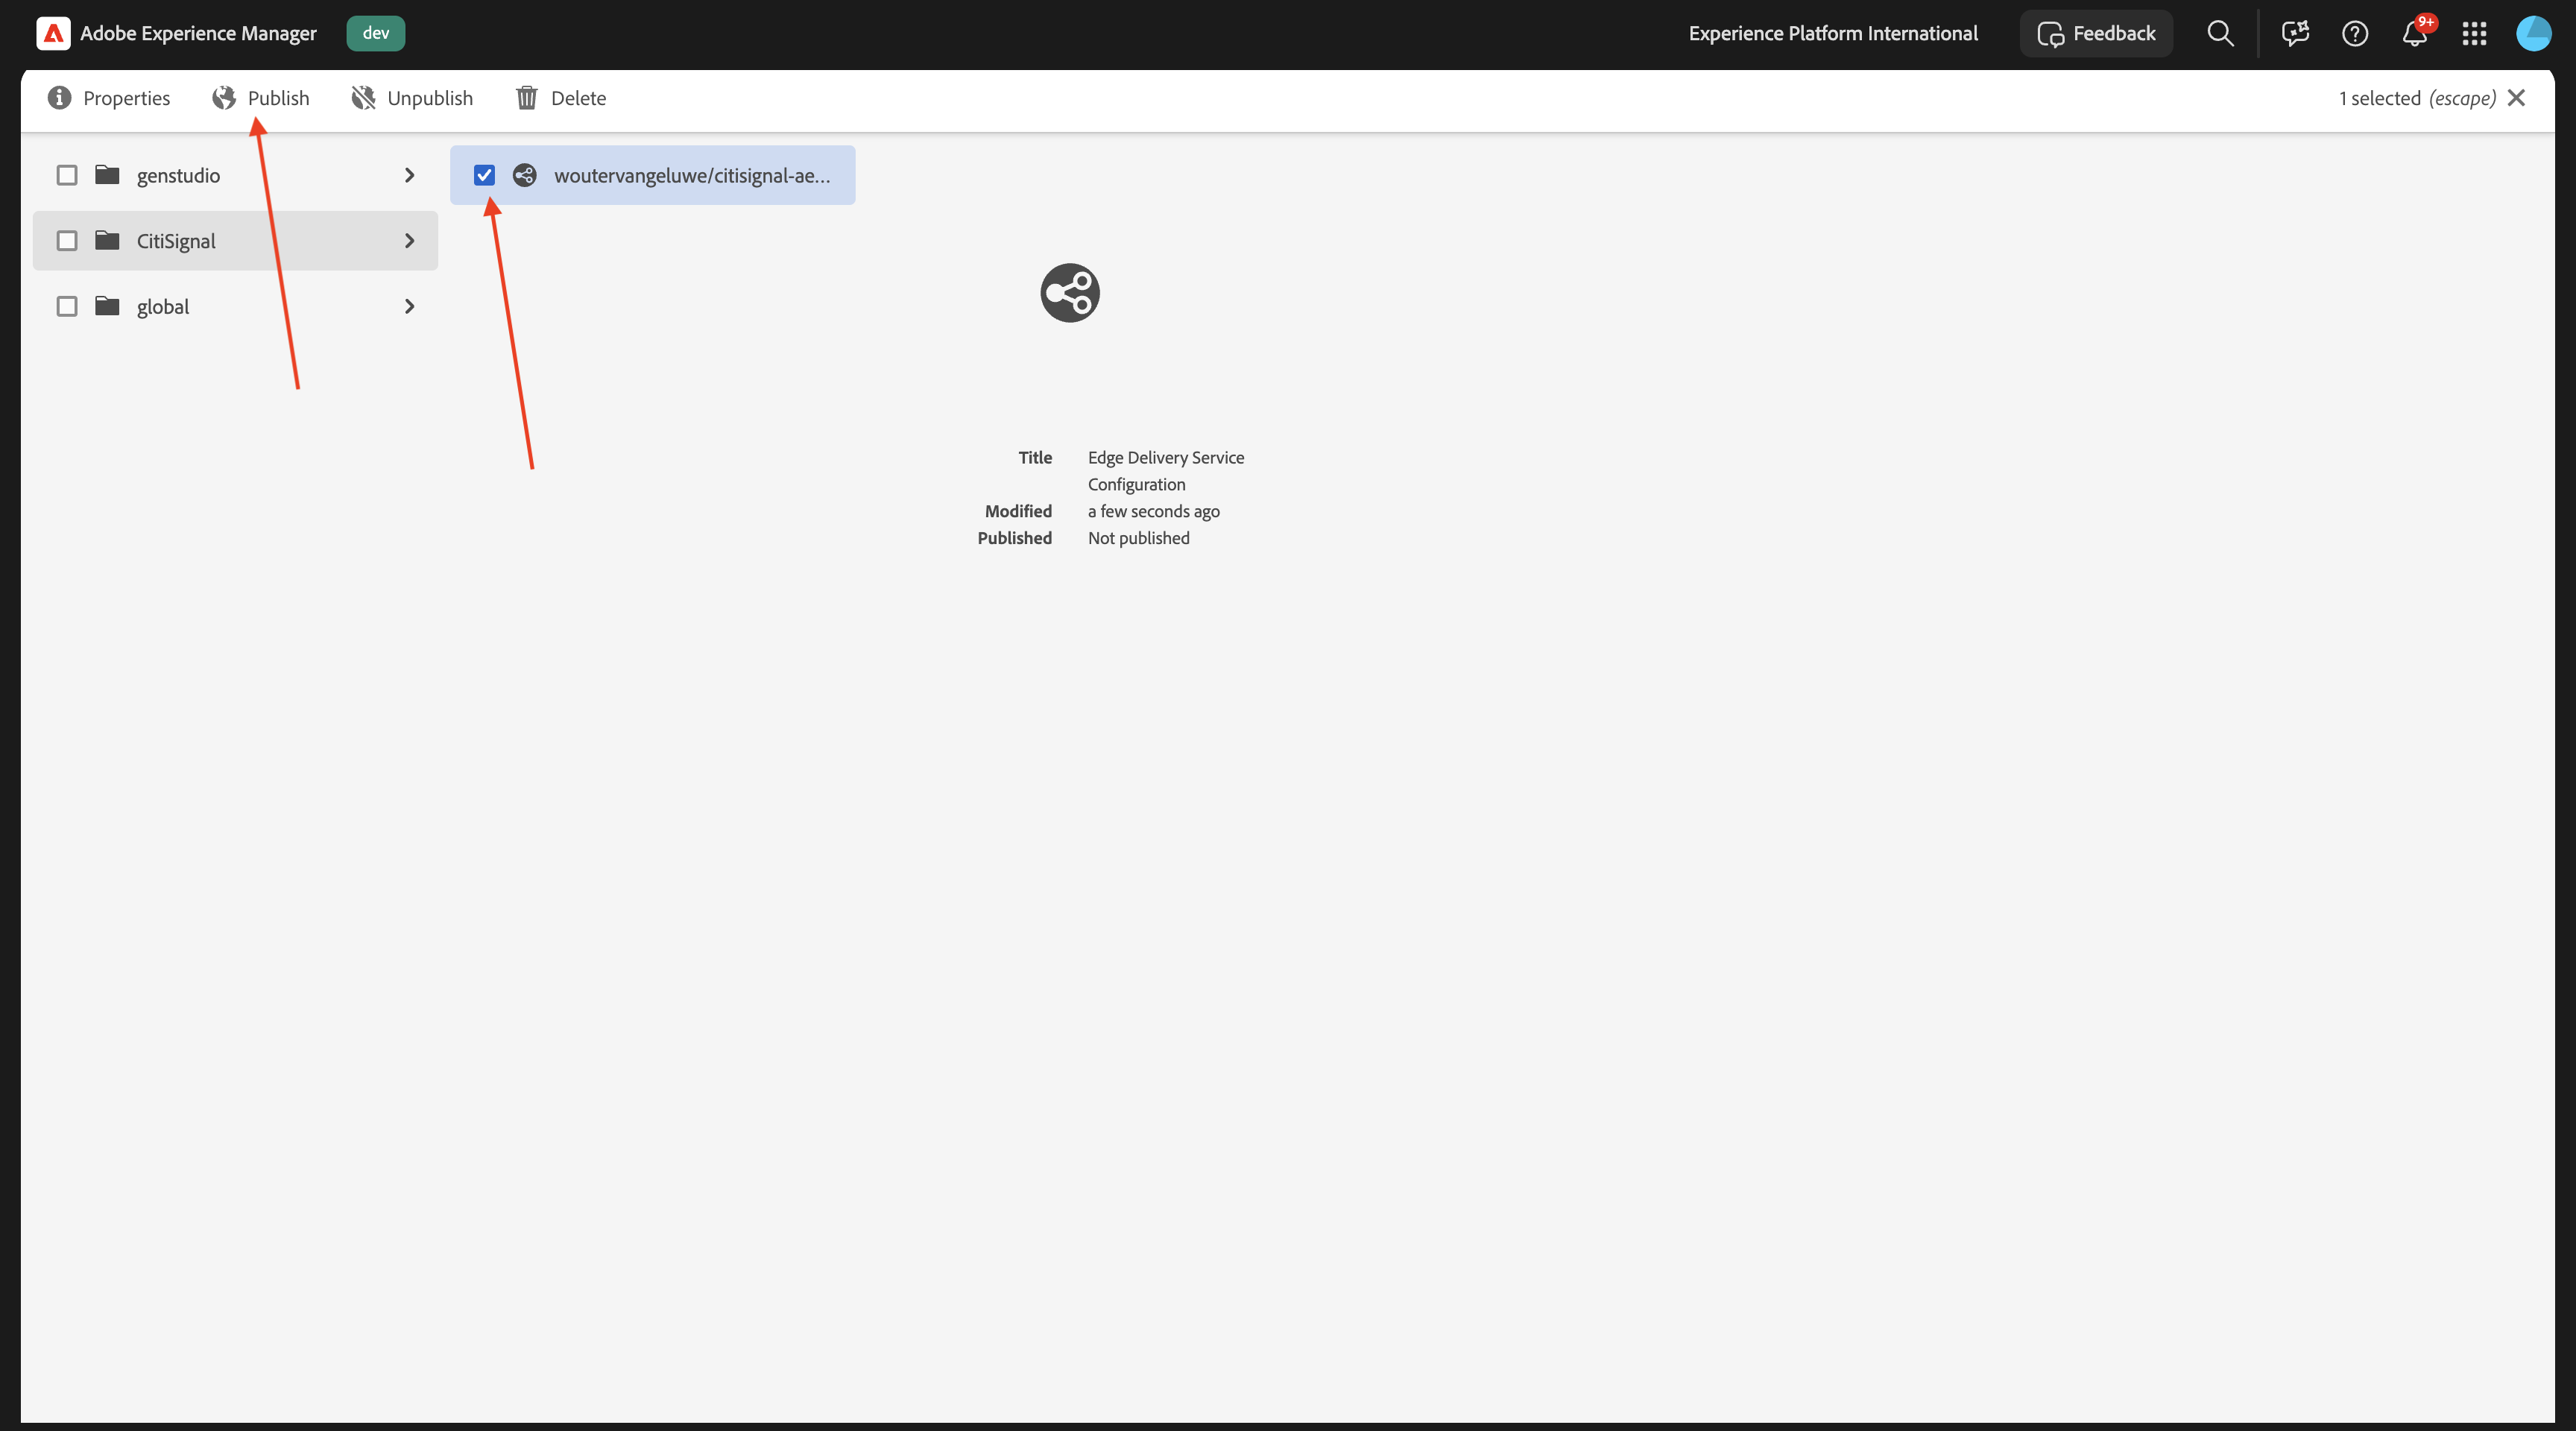 Adobe Experience Manager dev Experience Platform International Feedback 9+
Properties Publish Unpublish Delete 1 selected (escape)
genstudio woutervangeluwe/citisignal-ae...
CitiSignal
global
Title Edge Delivery Service
Configuration
Modified a few seconds ago
Published Not published